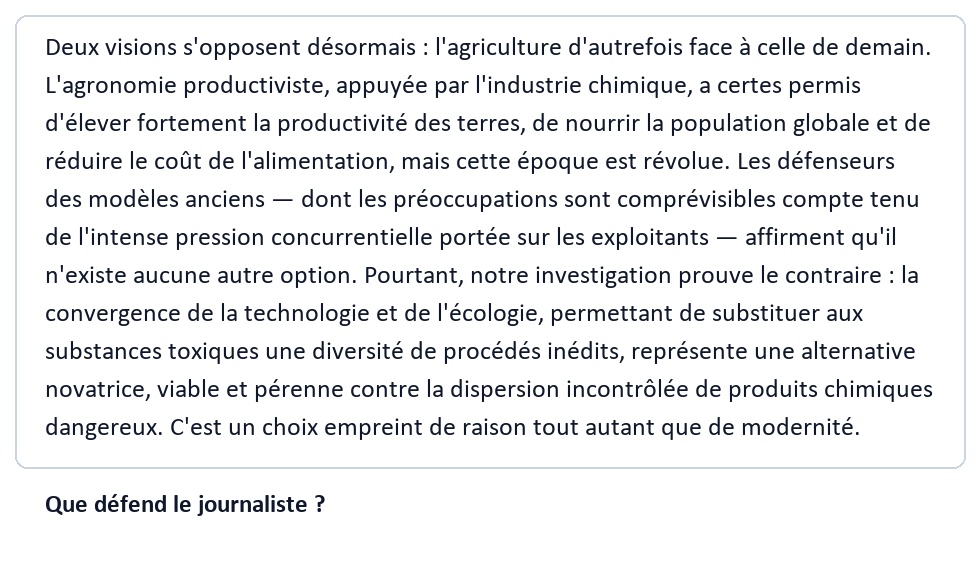 Deux visions s'opposent désormais : l'agriculture d'autrefois face à celle de demain.
L'agronomie productiviste, appuyée par l'industrie chimique, a certes permis
d'élever fortement la productivité des terres, de nourrir la population globale et de
réduire le coût de l'alimentation, mais cette époque est révolue. Les défenseurs
des modèles anciens — dont les préoccupations sont comprévisibles compte tenu
de l'intense pression concurrentielle portée sur les exploitants — affirment qu'il
n'existe aucune autre option. Pourtant, notre investigation prouve le contraire : la
convergence de la technologie et de l'écologie, permettant de substituer aux
substances toxiques une diversité de procédés inédits, représente une alternative
novatrice, viable et pérenne contre la dispersion incontrôlée de produits chimiques
dangereux. C'est un choix empreint de raison tout autant que de modernité.
Que défend le journaliste ?